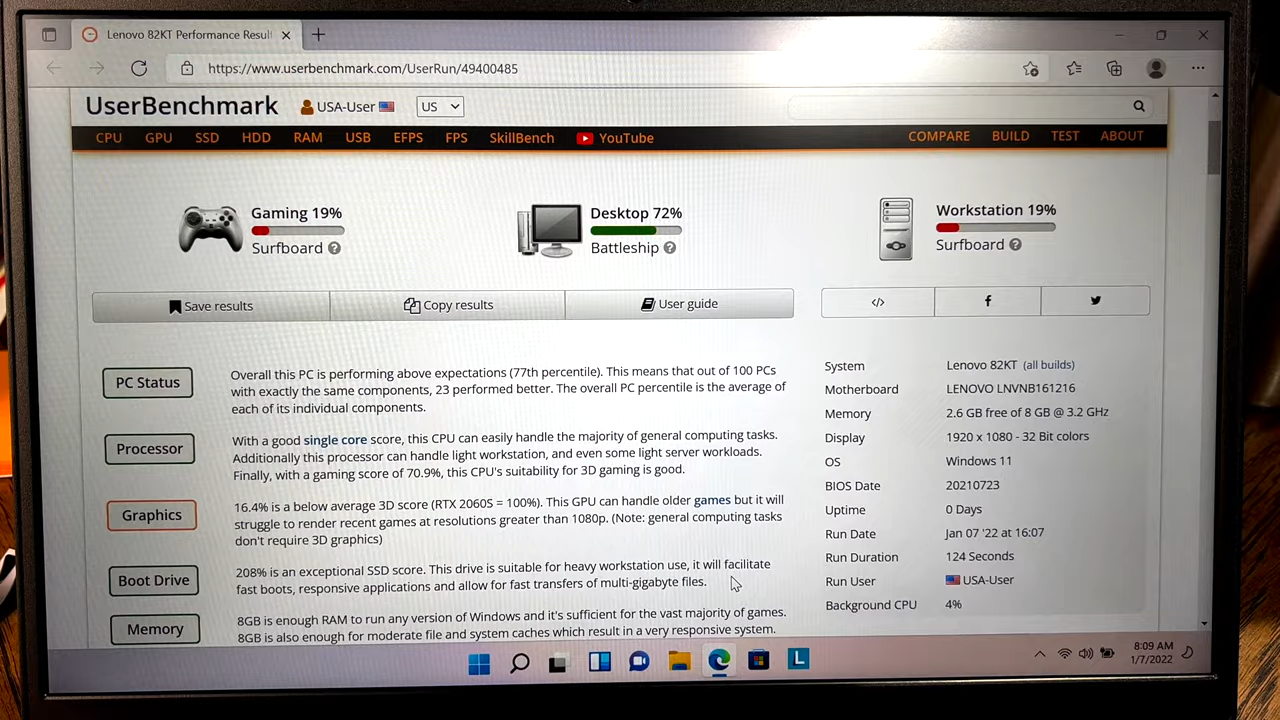 Lenovo 82KT Performance Resul
https://www.userbenchmark.com/UserRun/49400485
UserBenchmark
USA-User
US
CPU GPU SSD HDD RAM USB EFPS FPS SkillBench YouTube COMPARE BUILD TEST ABOUT
Gaming 19%
Surfboard ?
Desktop 72%
Battleship ?
Workstation 19%
Surfboard ?
Save results
Copy results
User guide
</>
PC Status
Overall this PC is performing above expectations (77th percentile). This means that out of 100 PCs
with exactly the same components, 23 performed better. The overall PC percentile is the average of
each of its individual components.
Processor
With a good single core score, this CPU can easily handle the majority of general computing tasks.
Additionally this processor can handle light workstation, and even some light server workloads.
Finally, with a gaming score of 70.9%, this CPU's suitability for 3D gaming is good.
Graphics
16.4% is a below average 3D score (RTX 2060S = 100%). This GPU can handle older games but it will
struggle to render recent games at resolutions greater than 1080p. (Note: general computing tasks
don't require 3D graphics)
Boot Drive
208% is an exceptional SSD score. This drive is suitable for heavy workstation use, it will facilitate
fast boots, responsive applications and allow for fast transfers of multi-gigabyte files.
Memory
8GB is enough RAM to run any version of Windows and it's sufficient for the vast majority of games.
8GB is also enough for moderate file and system caches which result in a very responsive system.
System Lenovo 82KT (all builds)
Motherboard LENOVO LNVNB161216
Memory 2.6 GB free of 8 GB @ 3.2 GHz
Display 1920 x 1080 - 32 Bit colors
OS Windows 11
BIOS Date 20210723
Uptime 0 Days
Run Date Jan 07 '22 at 16:07
Run Duration 124 Seconds
Run User USA-User
Background CPU 4%
L
8:09 AM
1/7/2022